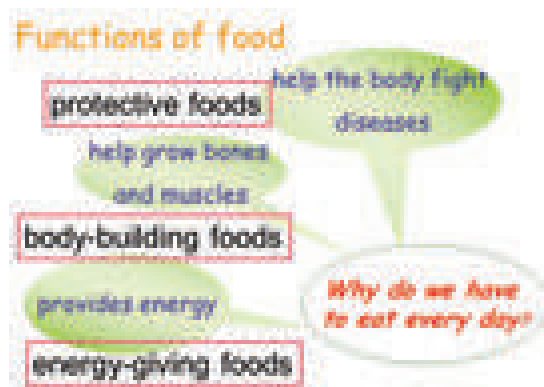 Functions of food
help the body fight
diseases
protective foods
help grow bones
and muscles
body-building foods
provides energy
energy-giving foods
Why do we have
to eat every day?